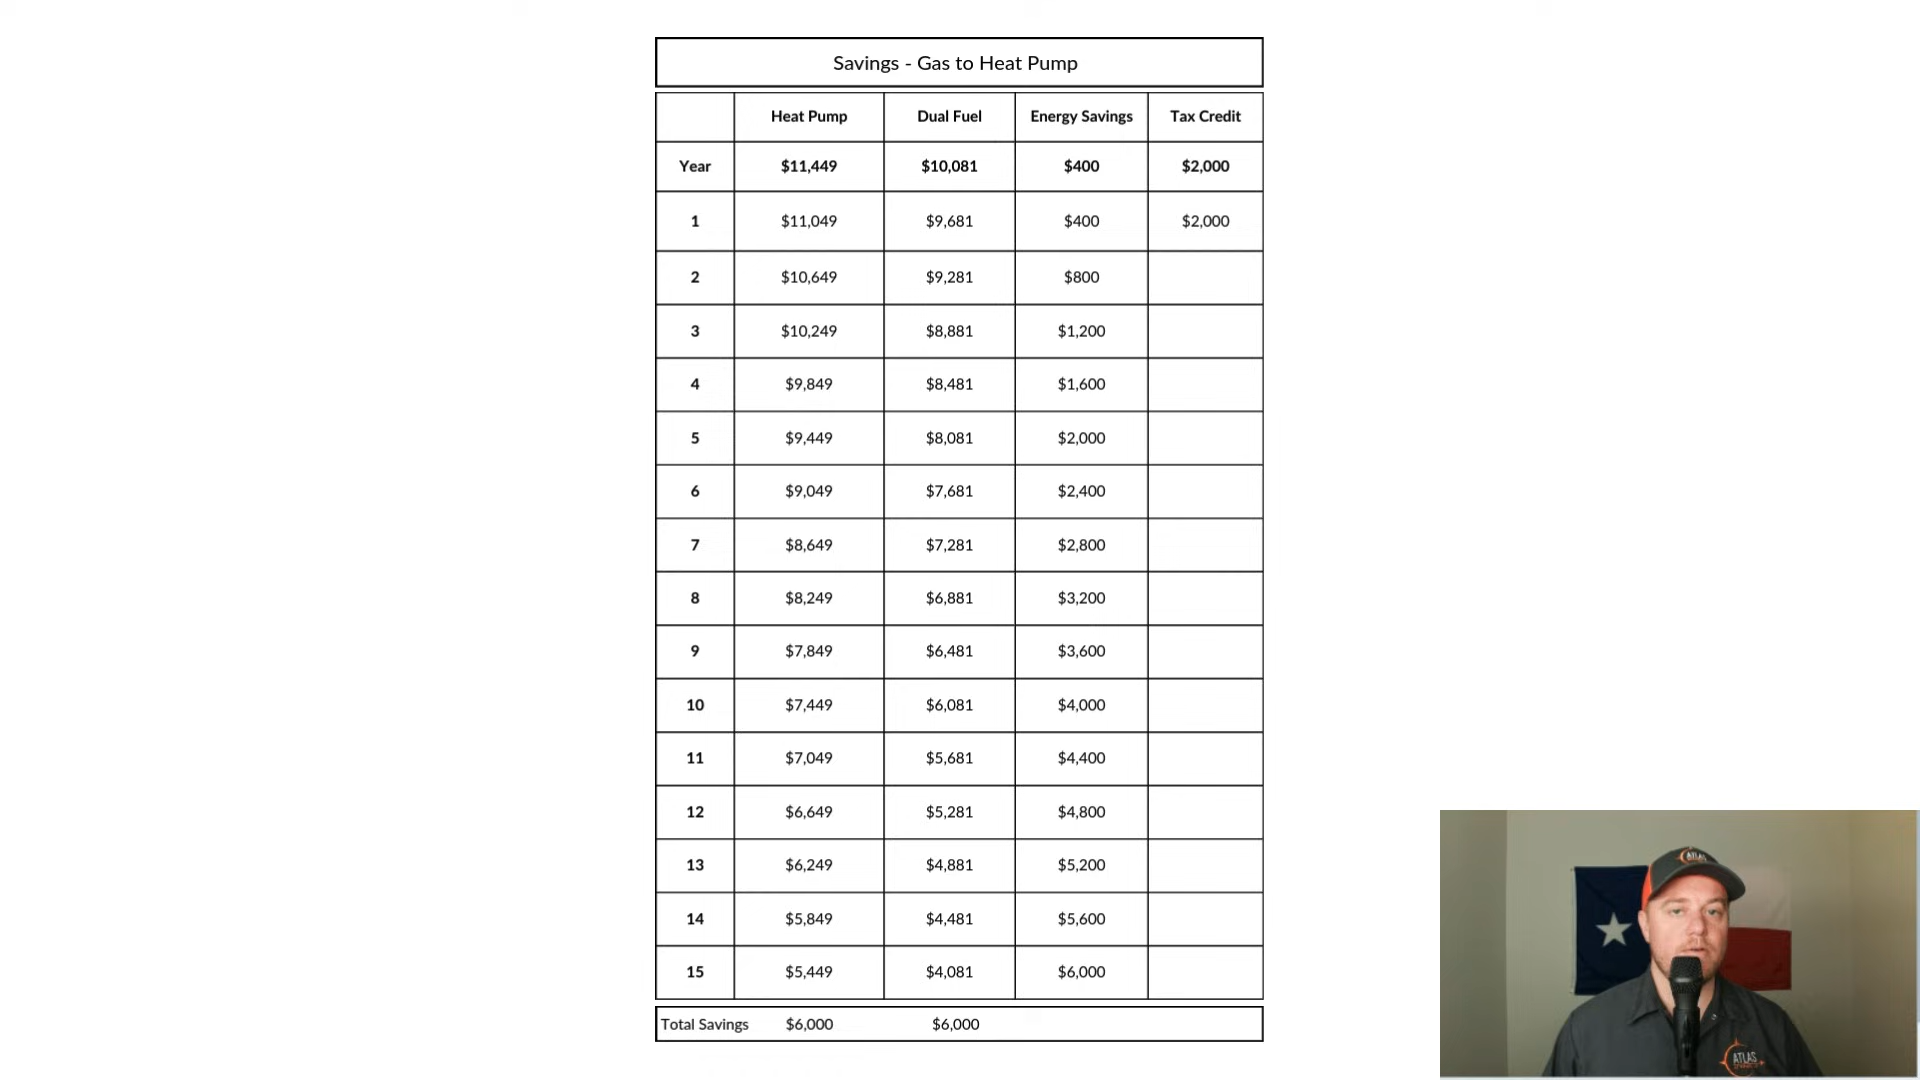 Savings - Gas to Heat Pump
Heat Pump Dual Fuel Energy Savings Tax Credit
Year $11,449 $10,081 $400 $2,000
1 $11,049 $9,681 $400 $2,000
2 $10,649 $9,281 $800
3 $10,249 $8,881 $1,200
4 $9,849 $8,481 $1,600
5 $9,449 $8,081 $2,000
6 $9,049 $7,681 $2,400
7 $8,649 $7,281 $2,800
8 $8,249 $6,881 $3,200
9 $7,849 $6,481 $3,600
10 $7,449 $6,081 $4,000
11 $7,049 $5,681 $4,400
12 $6,649 $5,281 $4,800
13 $6,249 $4,881 $5,200
14 $5,849 $4,481 $5,600
15 $5,449 $4,081 $6,000
Total Savings $6,000 $6,000
ATLAS
ATLAS